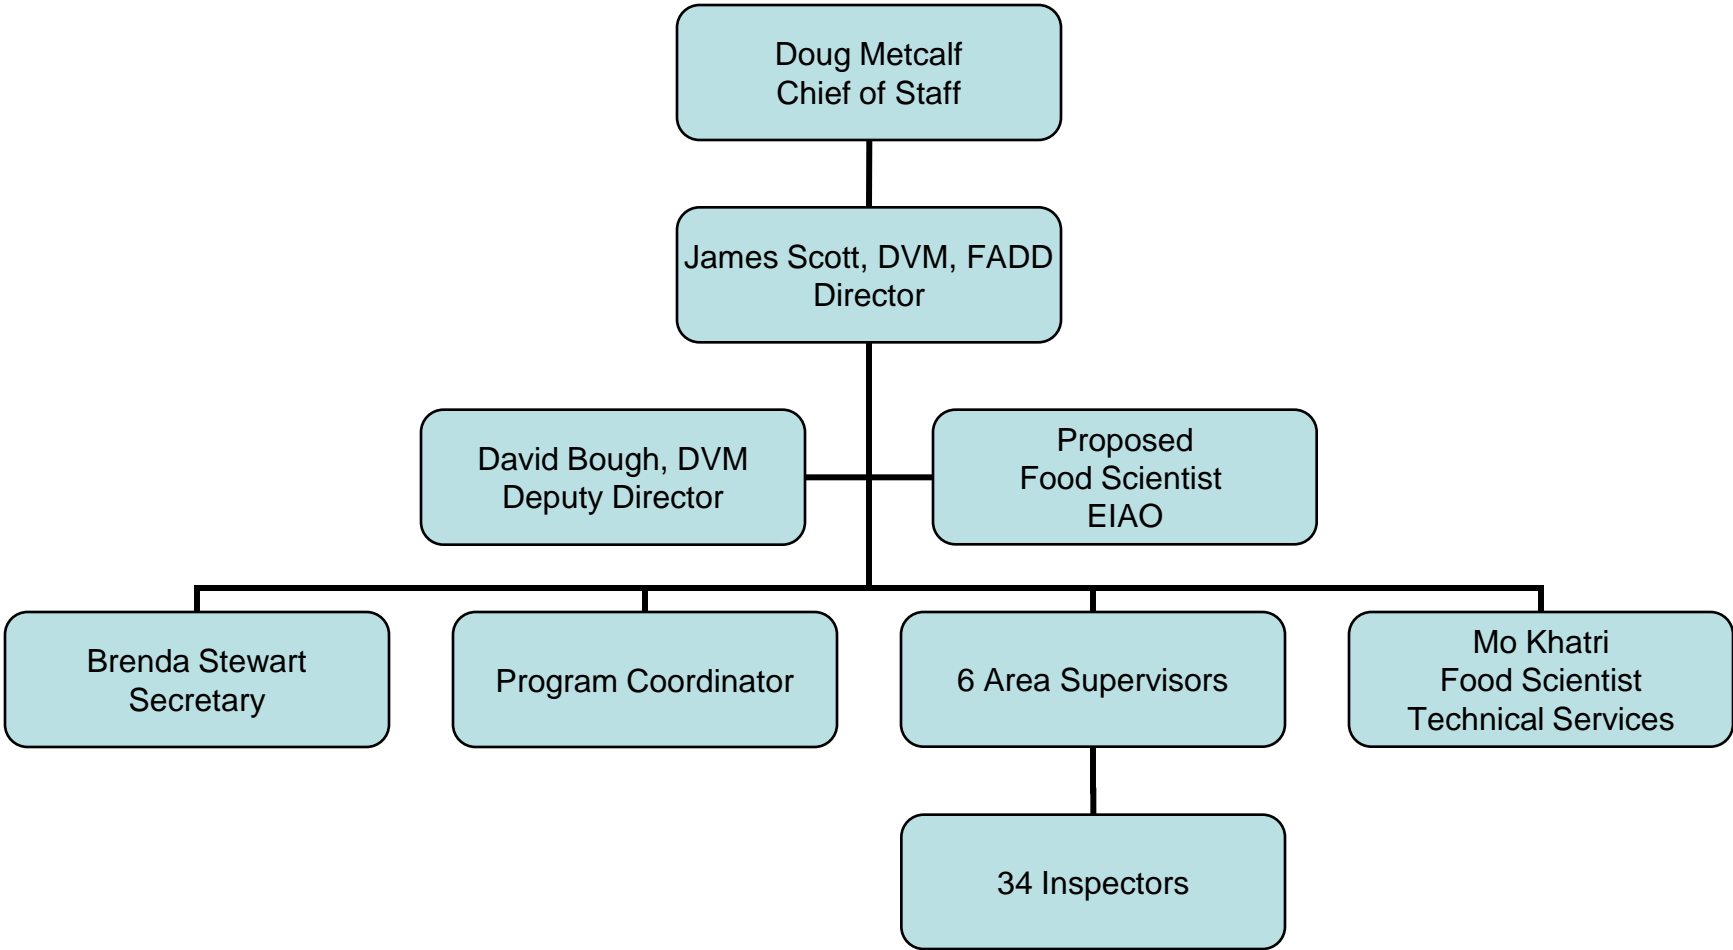 Doug Metcalf
Chief of Staff
James Scott, DVM, FADD
Director
David Bough, DVM
Deputy Director
Proposed
Food Scientist
EIAO
Brenda Stewart
Secretary
Program Coordinator
6 Area Supervisors
Mo Khatri
Food Scientist
Technical Services
34 Inspectors